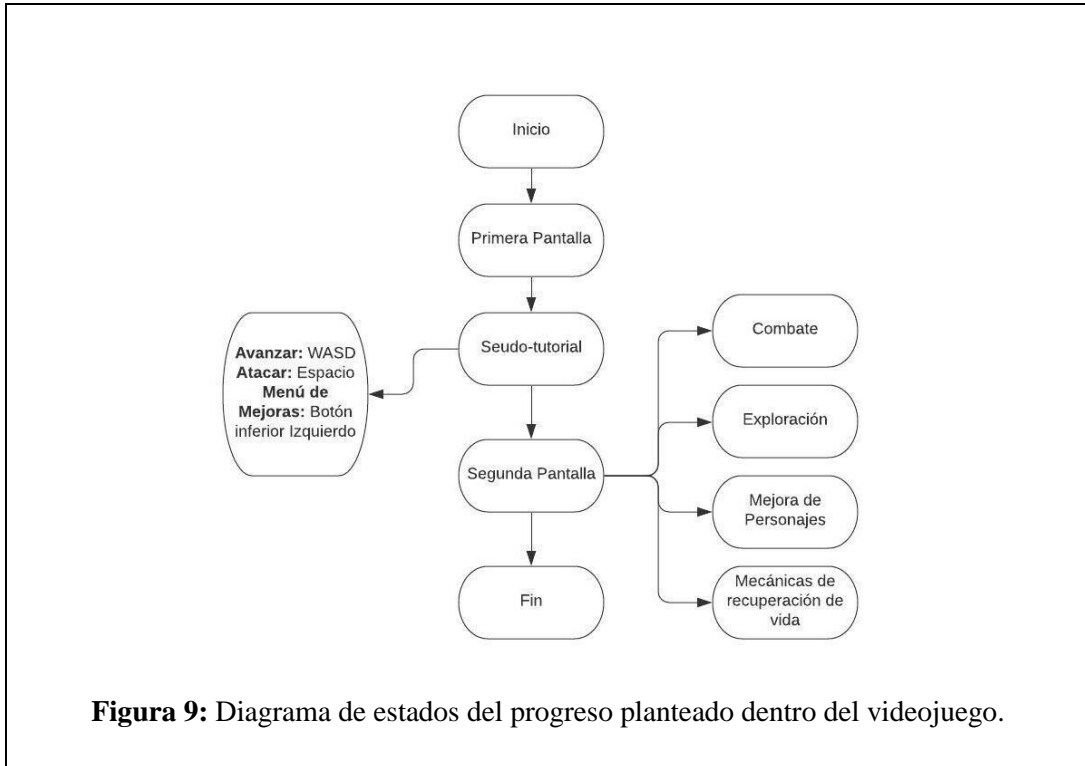 Inicio
Primera Pantalla
Seudo-tutorial
Avanzar: WASD
Atacar: Espacio
Menú de
Mejoras: Botón
inferior Izquierdo
Segunda Pantalla
Combate
Exploración
Mejora de
Personajes
Mecánicas de
recuperación de
vida
Fin
Figura 9: Diagrama de estados del progreso planteado dentro del videojuego.